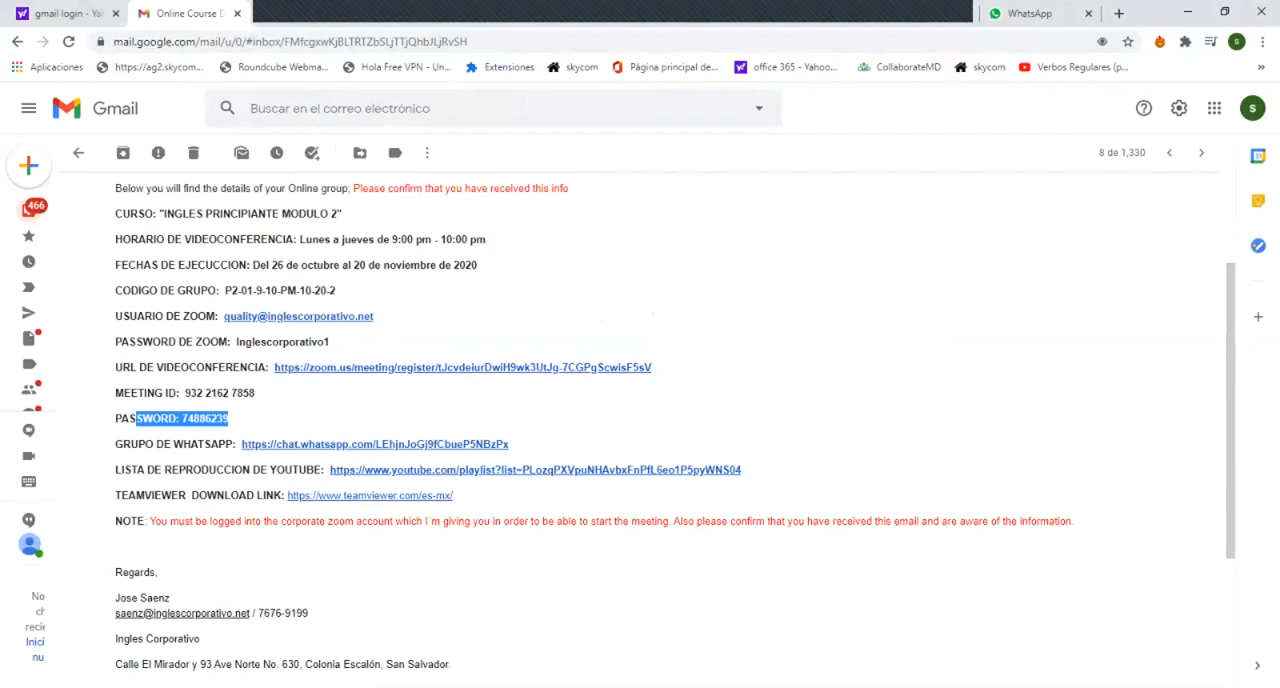 gmail login - Ya
Online Course D
WhatsApp
mail.google.com/mail/u/0/#inbox/FMfcgxwKjBLTRTZbSLjTTjQhbJLjRvSH
S
Aplicaciones
https://ag2.skycom...
Roundcube Webma...
Hola Free VPN - Un...
Extensiones
skycom
Página principal de...
office 365 - Yahoo...
CollaborateMD
skycom
Verbos Regulares (p...
»
Gmail
Buscar en el correo electrónico
S
8 de 1,330
466
Below you will find the details of your Online group; Please confirm that you have received this info
CURSO: "INGLES PRINCIPIANTE MODULO 2"
HORARIO DE VIDEOCONFERENCIA: Lunes a jueves de 9:00 pm - 10:00 pm
FECHAS DE EJECUCCION: Del 26 de octubre al 20 de noviembre de 2020
CODIGO DE GRUPO: P2-01-9-10-PM-10-20-2
USUARIO DE ZOOM: quality@inglescorporativo.net
PASSWORD DE ZOOM: Inglescorporativo1
URL DE VIDEOCONFERENCIA: https://zoom.us/meeting/register/tJcvdeiurDwiH9wk3UtJg-7CGPgScwisF5sV
MEETING ID: 932 2162 7858
PASSWORD: 74886239
GRUPO DE WHATSAPP: https://chat.whatsapp.com/LEhjnJoGj9fCbueP5NBzPx
LISTA DE REPRODUCCION DE YOUTUBE: https://www.youtube.com/playlist?list=PLozqPXVpuNHAvbxFnPfL6eo1P5pyWNS04
TEAMVIEWER DOWNLOAD LINK: https://www.teamviewer.com/es-mx/
NOTE: You must be logged into the corporate zoom account which I´m giving you in order to be able to start the meeting. Also please confirm that you have received this email and are aware of the information.
Regards,
Jose Saenz
saenz@inglescorporativo.net / 7676-9199
Ingles Corporativo
Calle El Mirador y 93 Ave Norte No. 630, Colonia Escalón, San Salvador.
No
ch
recie
Inici
nu